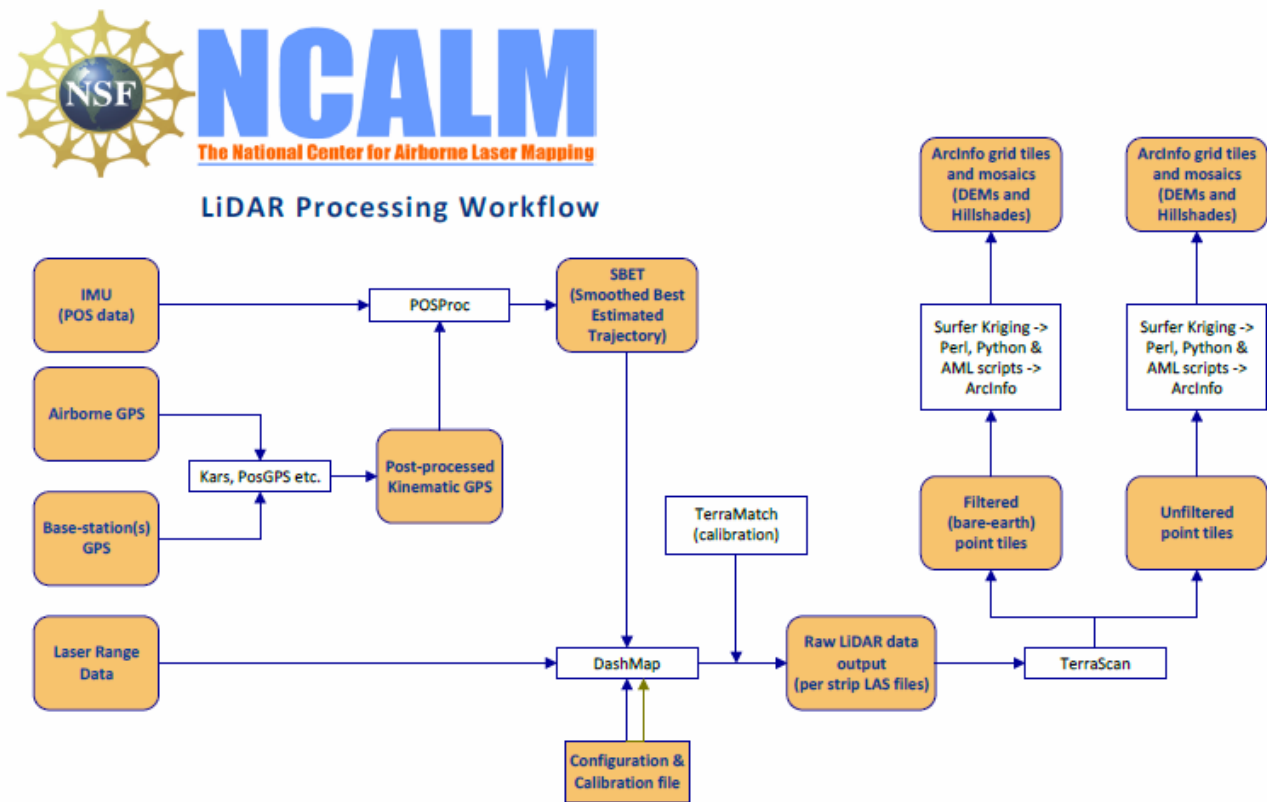 NSF
NCALM
The National Center for Airborne Laser Mapping
LiDAR Processing Workflow
ArcInfo grid tiles
and mosaics
(DEMs and
Hillshades)
ArcInfo grid tiles
and mosaics
(DEMs and
Hillshades)
IMU
(POS data)
POSProc
SBET
(Smoothed Best
Estimated
Trajectory)
Surfer Kriging ->
Perl, Python &
AML scripts ->
ArcInfo
Surfer Kriging ->
Perl, Python &
AML scripts ->
ArcInfo
Airborne GPS
Kars, PosGPS etc.
Post-processed
Kinematic GPS
Base-station(s)
GPS
TerraMatch
(calibration)
Filtered
(bare-earth)
point tiles
Unfiltered
point tiles
Laser Range
Data
DashMap
Raw LiDAR data
output
(per strip LAS files)
TerraScan
Configuration &
Calibration file